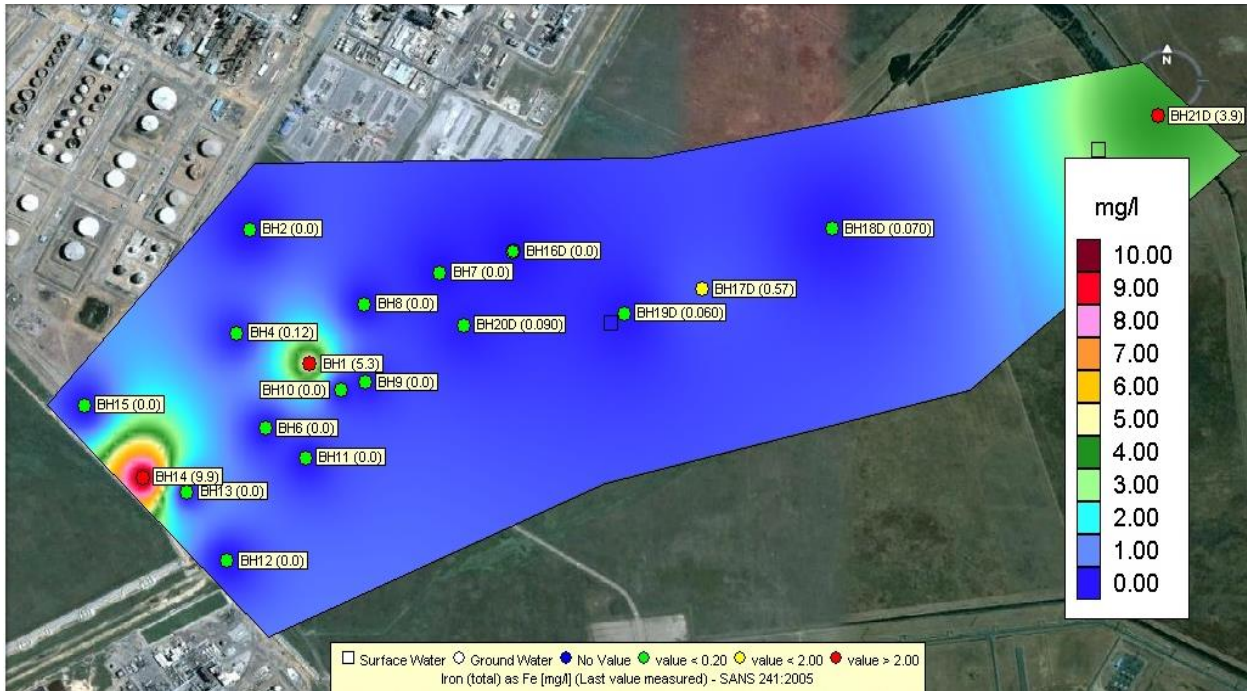 N
BH21D (3.9)
mg/l
10.00
9.00
8.00
7.00
6.00
5.00
4.00
3.00
2.00
1.00
0.00
BH2 (0.0)
BH18D (0.070)
BH16D (0.0)
BH7 (0.0)
BH17D (0.57)
BH8 (0.0)
BH19D (0.060)
BH20D (0.090)
BH4 (0.12)
BH1 (5.3)
BH10 (0.0)
BH9 (0.0)
BH15 (0.0)
BH6 (0.0)
BH11 (0.0)
BH14 (9.9)
BH13 (0.0)
BH12 (0.0)
Surface Water Ground Water No Value value < 0.20 value < 2.00 value > 2.00
Iron (total) as Fe [mg/l] (Last value measured) - SANS 241:2005